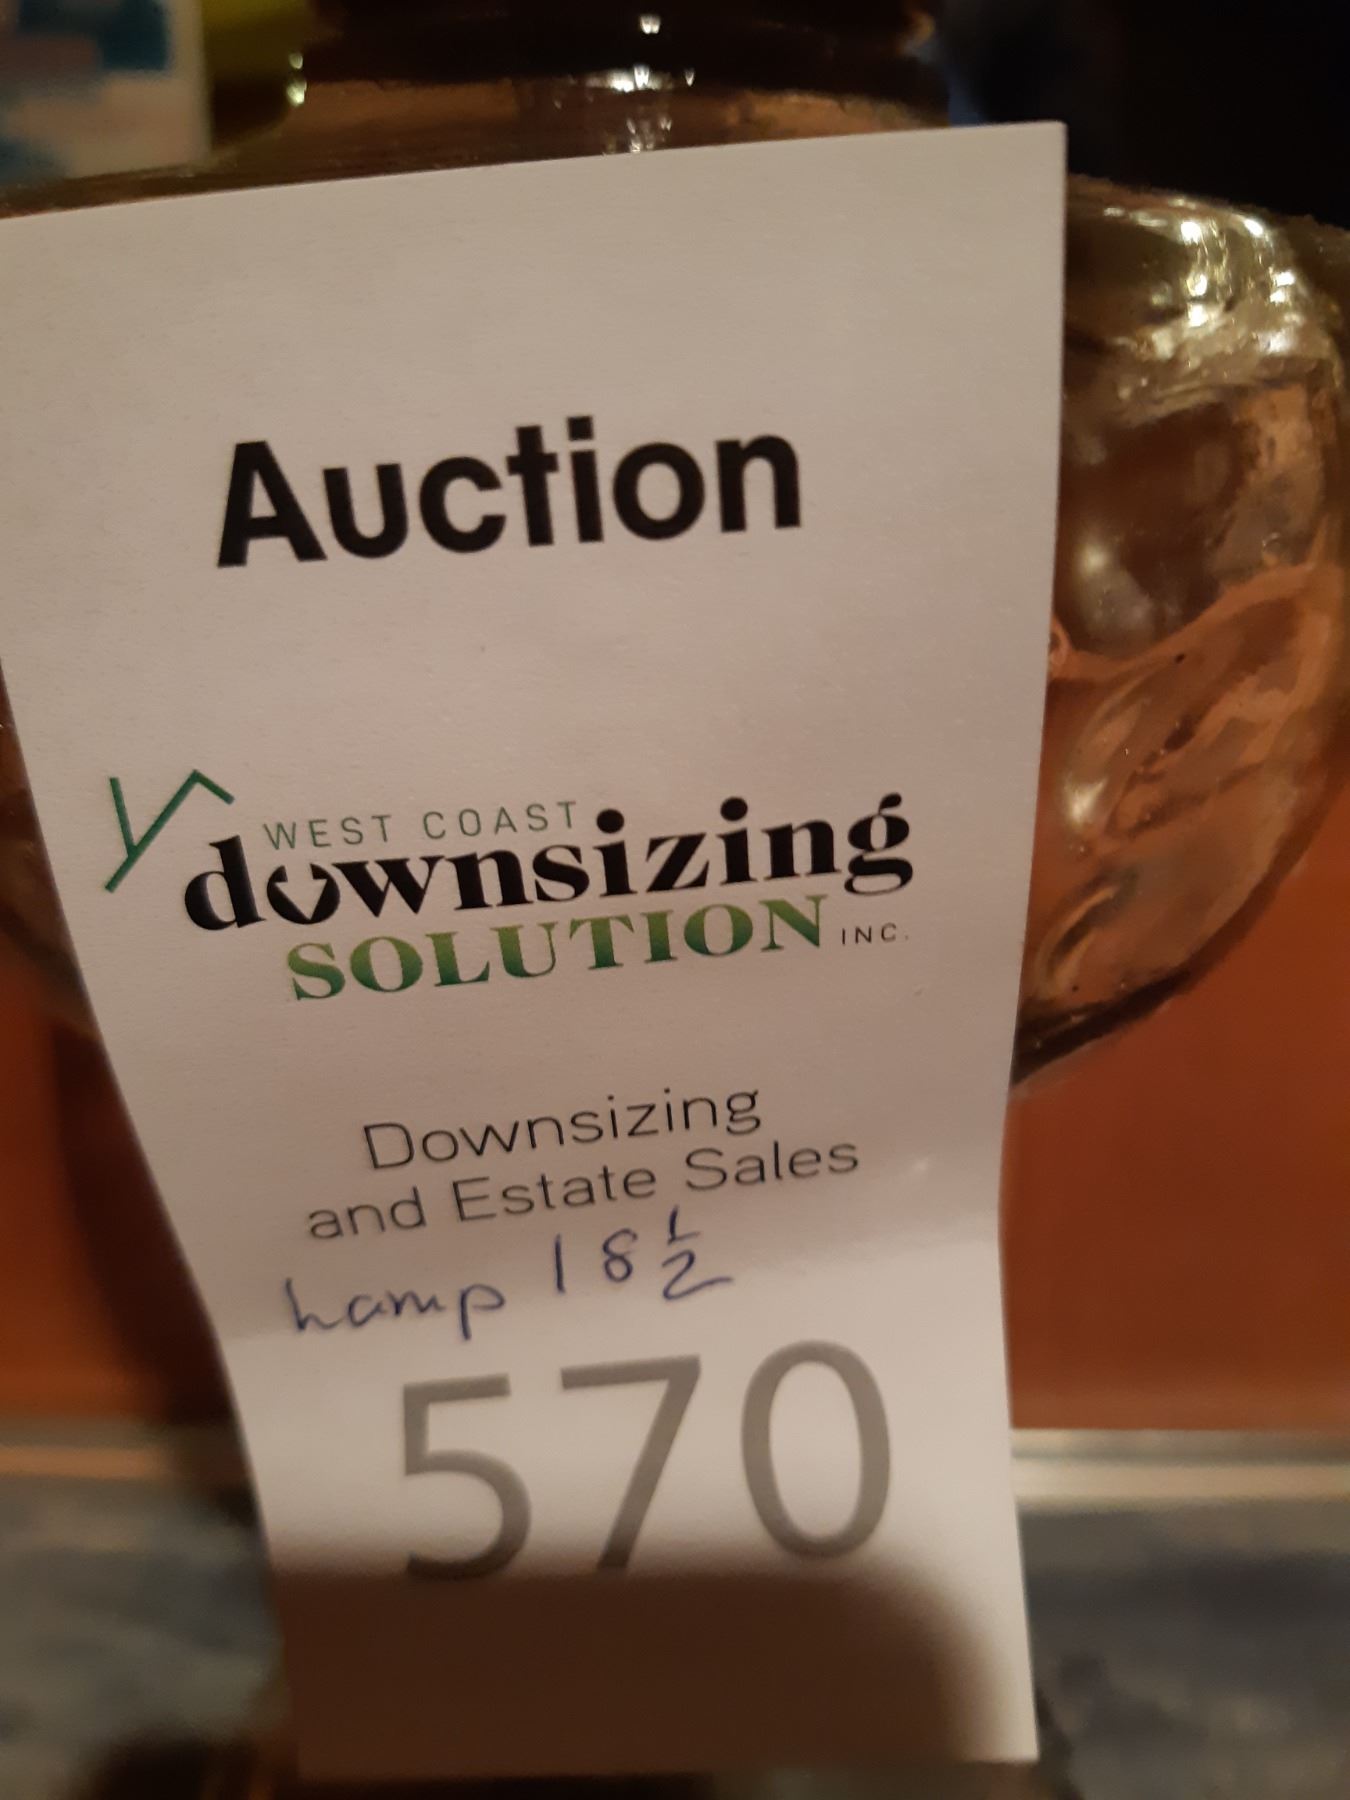 Auction
WEST COAST
downsizing
SOLUTION INC.
Downsizing
and Estate Sales
Lamp 18 1/2
570